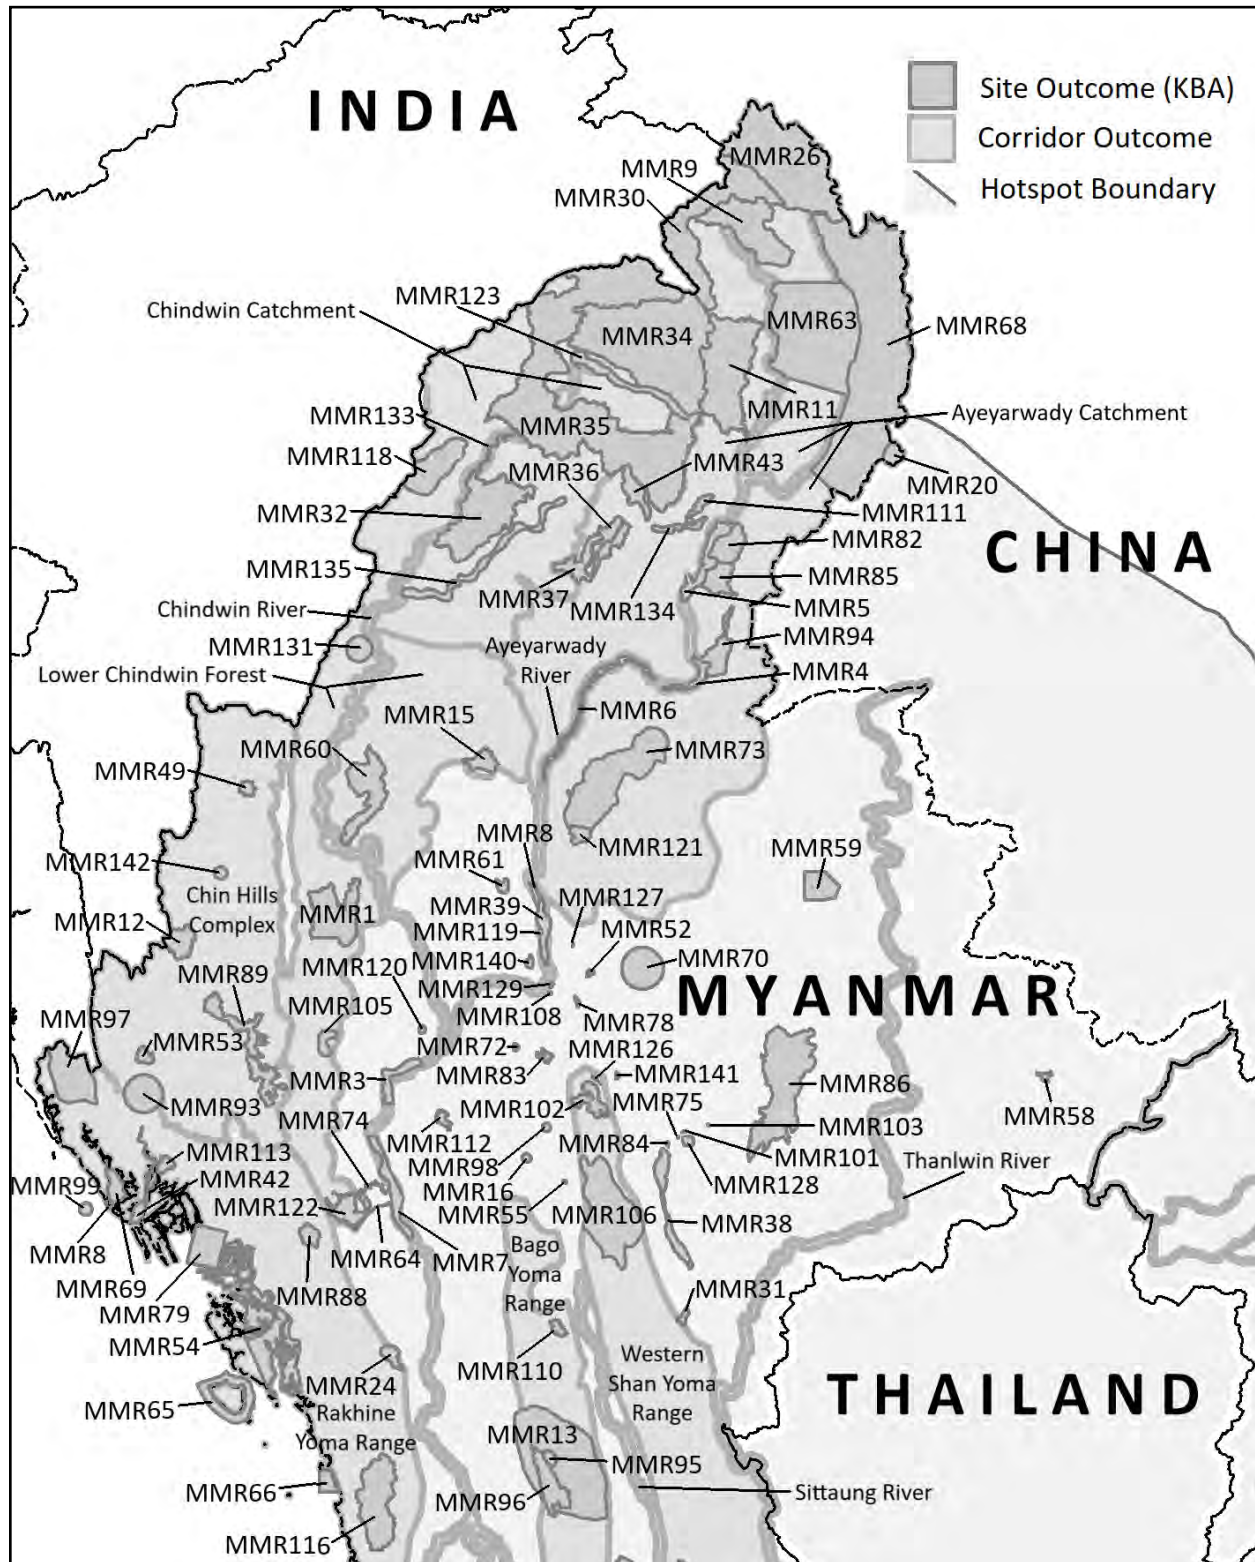 INDIA
Site Outcome (KBA)
Corridor Outcome
Hotspot Boundary
MMR26
MMR9
MMR30
MMR123
Chindwin Catchment
MMR34
MMR63
MMR68
MMR133
MMR11
Ayeyarwady Catchment
MMR35
MMR118
MMR36
MMR43
MMR20
MMR32
MMR111
MMR82
CHINA
MMR135
MMR85
MMR37
MMR134
MMR5
Chindwin River
MMR94
MMR131
Ayeyarwady
River
Lower Chindwin Forest
MMR4
MMR15
MMR6
MMR60
MMR73
MMR49
MMR8
MMR121
MMR59
MMR142
MMR61
Chin Hills
Complex
MMR127
MMR12
MMR1
MMR39
MMR119
MMR52
MMR120
MMR140
MMR70
MMR89
MMR129
MYANMAR
MMR105
MMR108
MMR97
MMR78
MMR53
MMR72
MMR126
MMR83
MMR141
MMR3
MMR86
MMR93
MMR74
MMR102
MMR75
MMR58
MMR112
MMR84
MMR103
MMR113
MMR98
MMR101
Thanlwin River
MMR42
MMR99
MMR16
MMR128
MMR122
MMR55
MMR106
MMR38
MMR8
MMR64
MMR7
Bago
Yoma
Range
MMR69
MMR88
MMR31
MMR79
MMR54
MMR110
Western
Shan Yoma
Range
MMR24
THAILAND
MMR65
Rakhine
Yoma Range
MMR13
MMR95
MMR66
MMR96
Sittaung River
MMR116